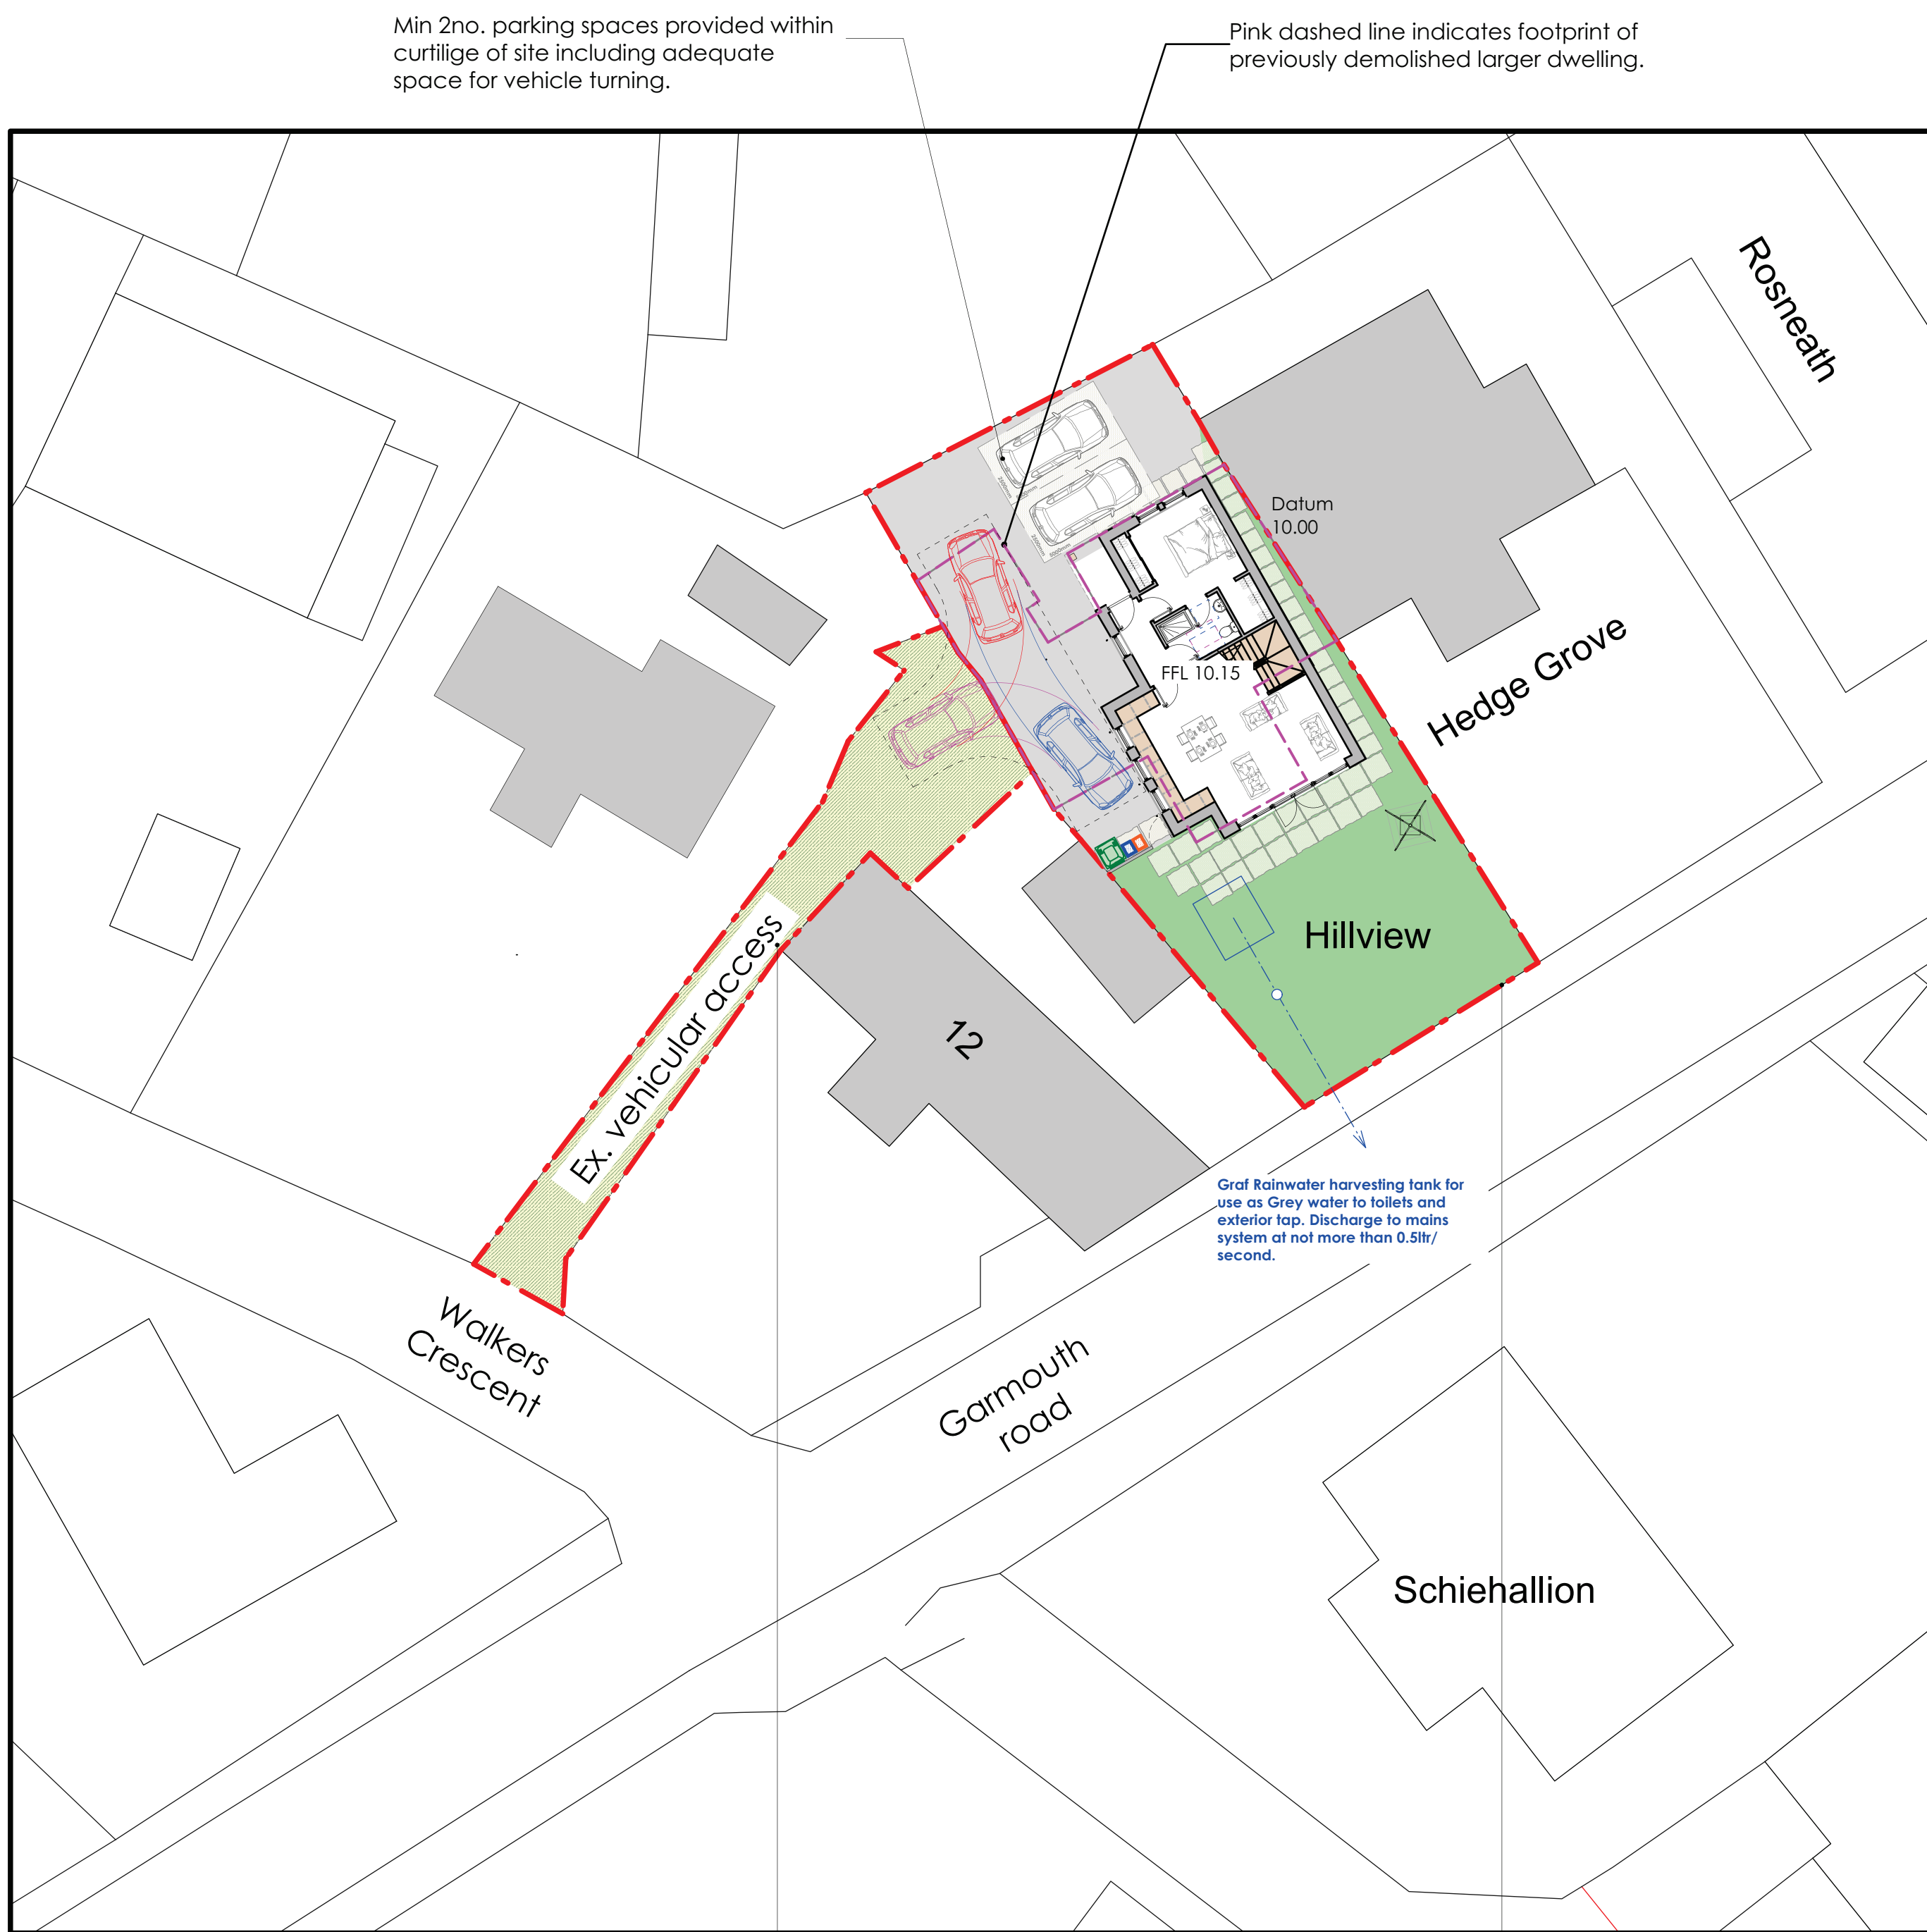 Min 2no. parking spaces provided within
curtilige of site including adequate
space for vehicle turning.
Pink dashed line indicates footprint of
previously demolished larger dwelling.
Rosneath
Datum
10.00
Hedge Grove
FFL 10.15
Hillview
Ex. vehicular access
12
Graf Rainwater harvesting tank for
use as Grey water to toilets and
exterior tap. Discharge to mains
system at not more than 0.5ltr/
second.
Walkers
Crescent
Garmouth
road
Schiehallion